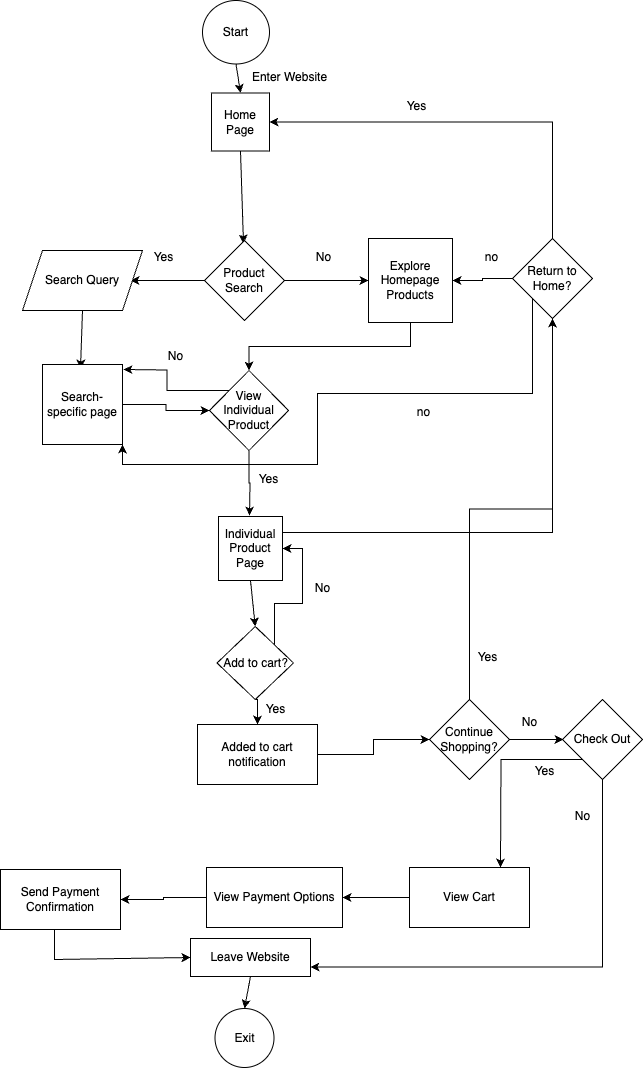 Start
Enter Website
Home
Page
Yes
Yes
Search Query
Product
Search
No
Explore
Homepage
Products
no
Return to
Home?
No
Search-
specific page
View
Individual
Product
no
Yes
Individual
Product
Page
No
Add to cart?
Yes
Yes
Added to cart
notification
Continue
Shopping?
No
Check Out
Yes
No
Send Payment
Confirmation
View Payment Options
View Cart
Leave Website
Exit